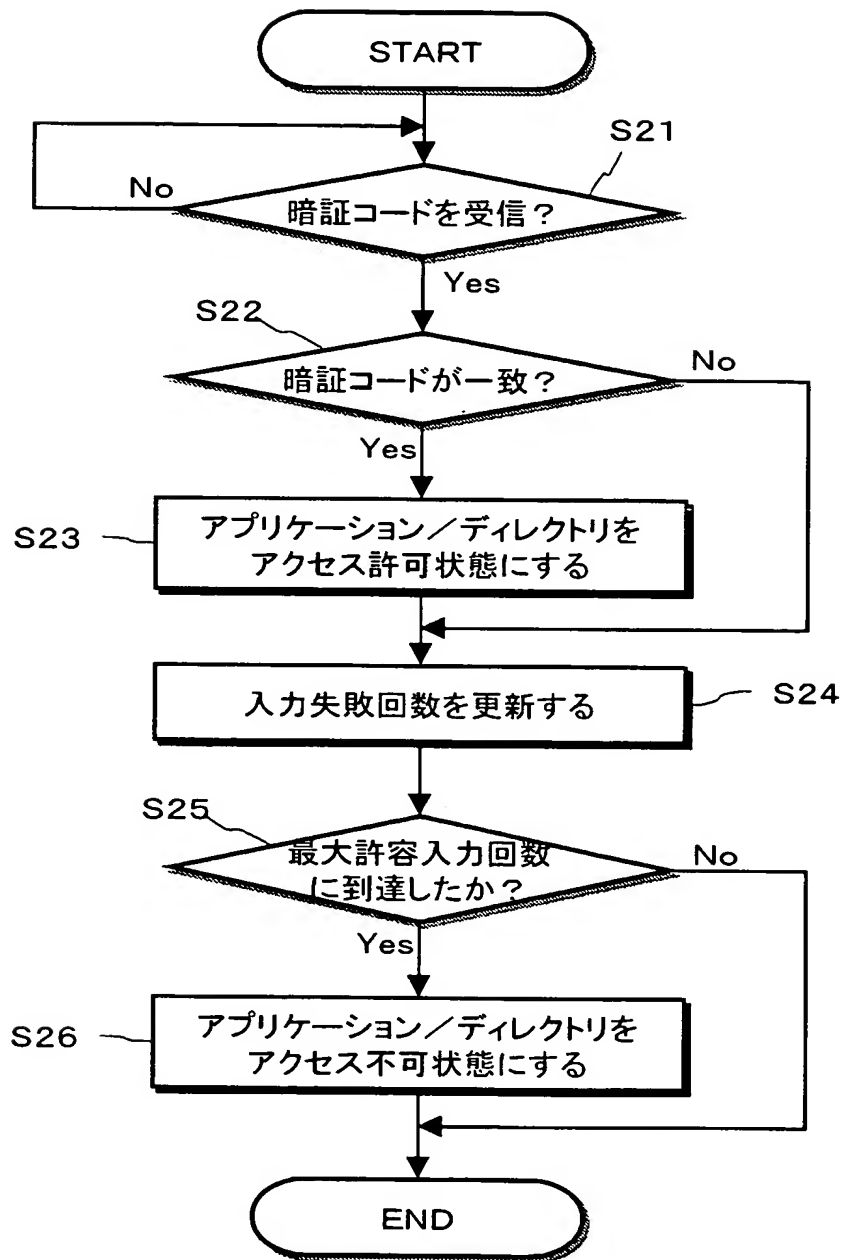 START
S21
No
暗証コードを受信？
Yes
S22
No
暗証コードが一致？
Yes
S23
アプリケーション／ディレクトリを
アクセス許可状態にする
入力失敗回数を更新する
S24
S25
最大許容入力回数
に到達したか？
No
Yes
S26
アプリケーション／ディレクトリを
アクセス不可状態にする
END